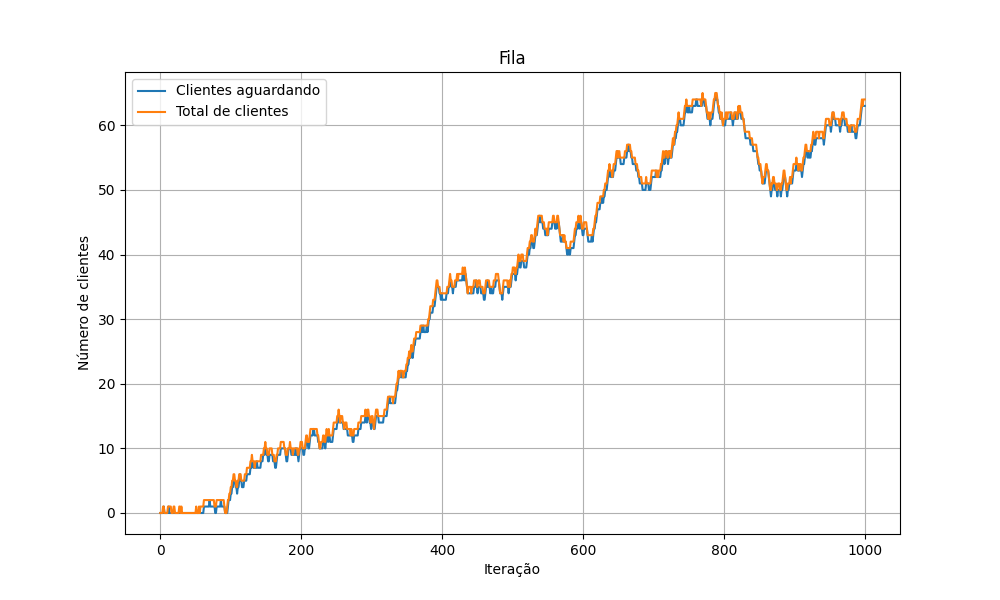 Fila
Clientes aguardando
Total de clientes
Número de clientes
60
50
40
30
20
10
0
0 200 400 600 800 1000
Iteração